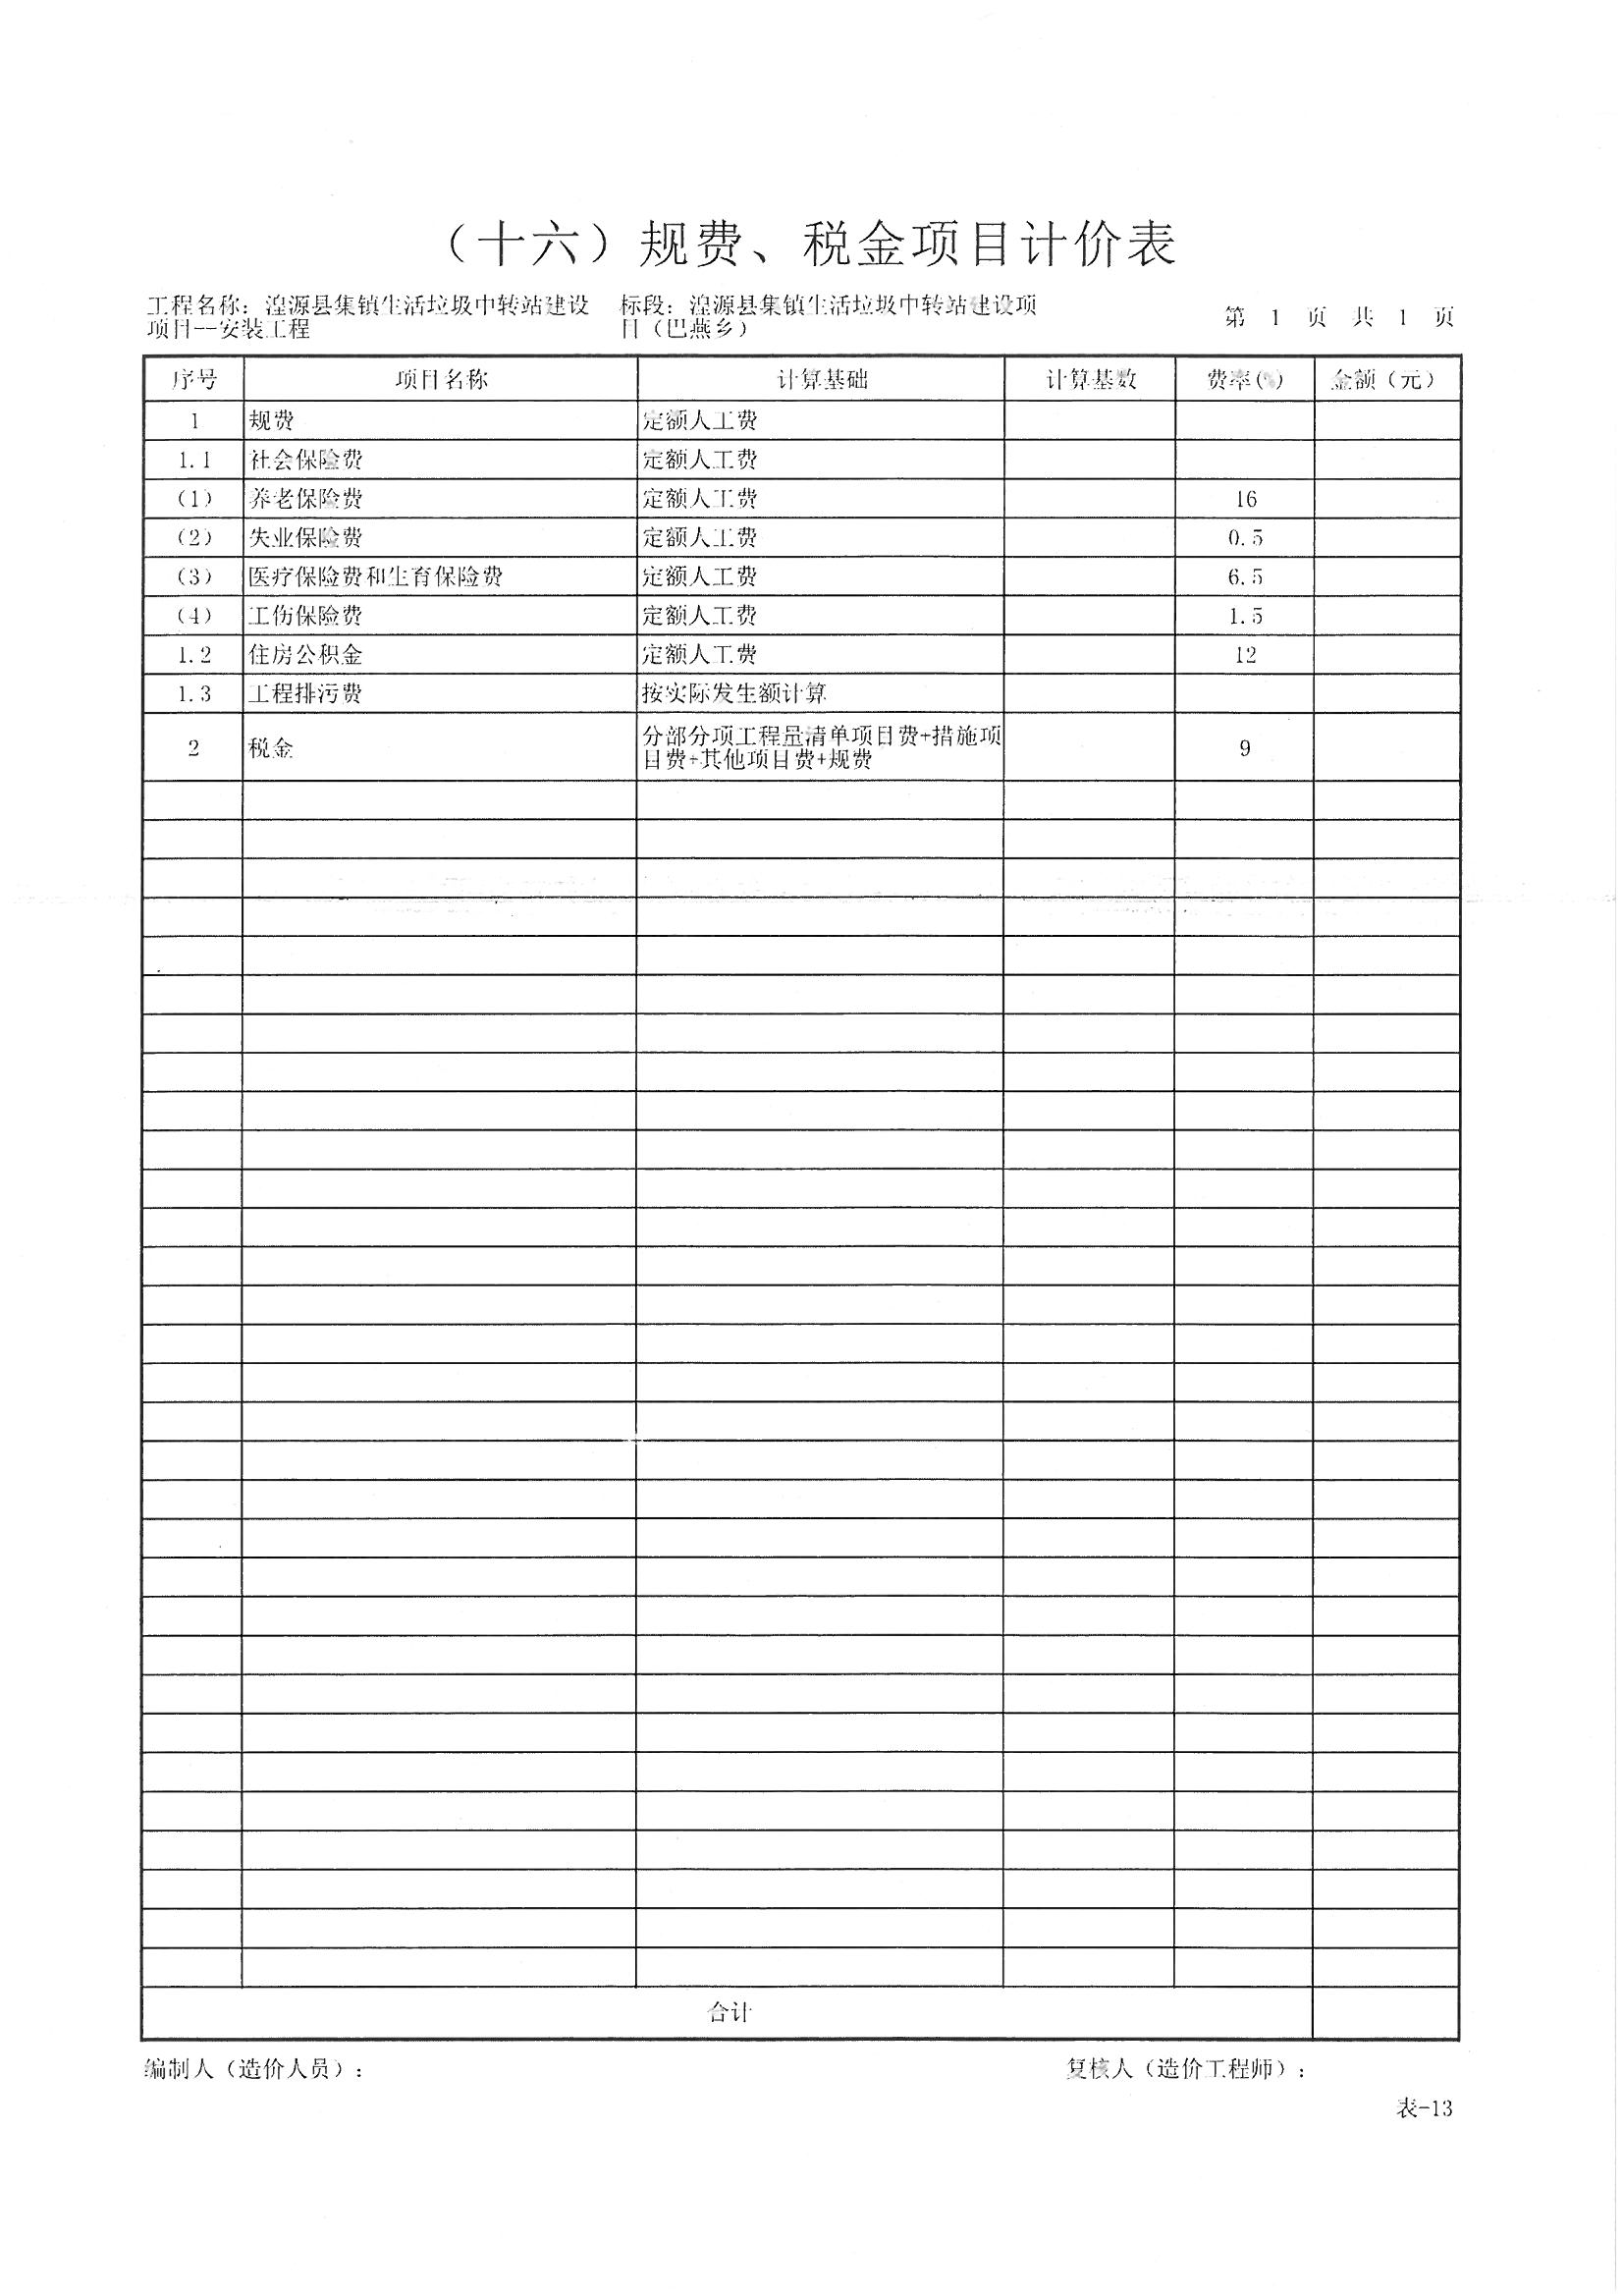 （十六）规费、税金项目计价表
工程名称：湟源县集镇生活垃圾中转站建设 标段：湟源县集镇生活垃圾中转站建设项 第 1 页 共 1 页
项目--安装工程 目（巴燕乡）
序号 项目名称 计算基础 计算基数 费率(%) 金额（元）
1 规费 定额人工费
1.1 社会保险费 定额人工费
(1) 养老保险费 定额人工费 16
(2) 失业保险费 定额人工费 0.5
(3) 医疗保险费和生育保险费 定额人工费 6.5
(4) 工伤保险费 定额人工费 1.5
1.2 住房公积金 定额人工费 12
1.3 工程排污费 按实际发生额计算
2 税金 分部分项工程量清单项目费+措施项 9
目费+其他项目费+规费
合计
编制人（造价人员）： 复核人（造价工程师）：
表-13